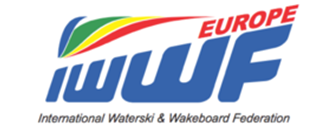 EUROPE
IWWF
International Waterski & Wakeboard Federation